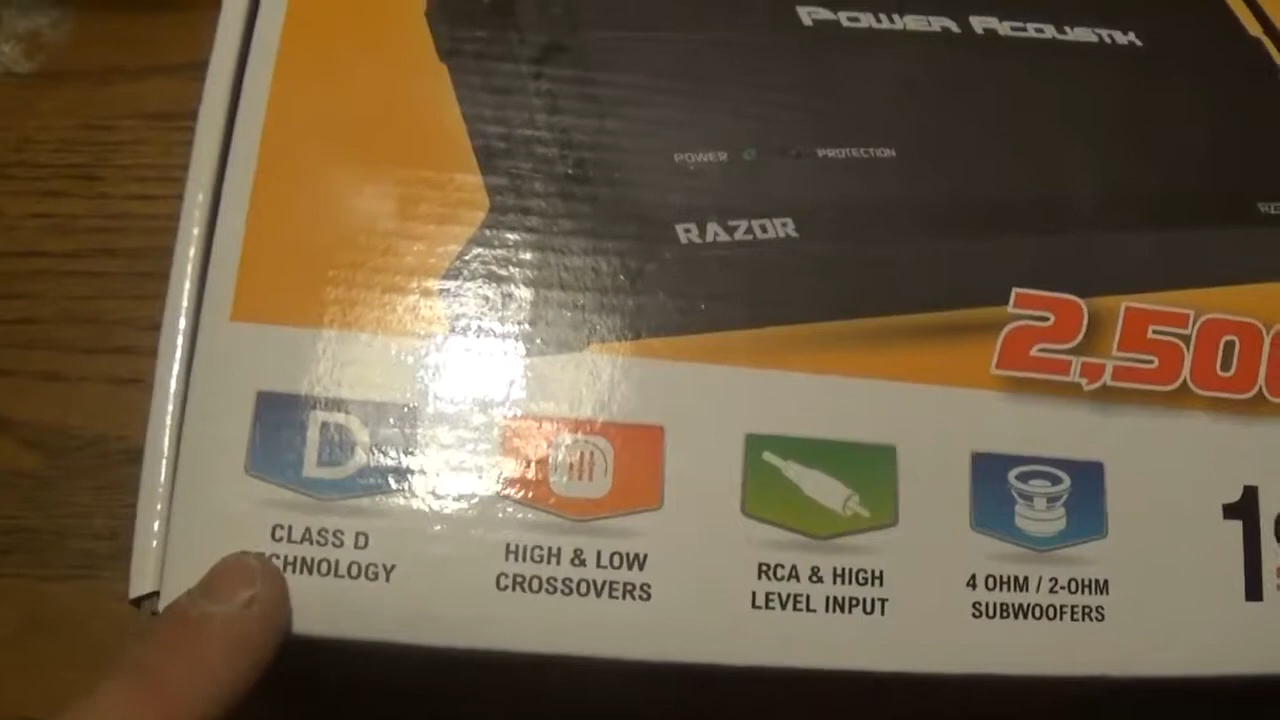 POWER ACOUSTIK
POWER PROTECTION
RAZOR
2,500
D
CLASS D
TECHNOLOGY
HIGH & LOW
CROSSOVERS
RCA & HIGH
LEVEL INPUT
4 OHM / 2-OHM
SUBWOOFERS
1